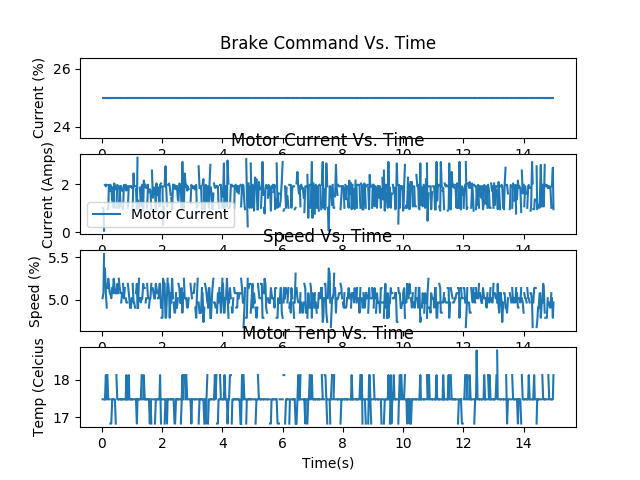 Brake Command Vs. Time
Current (%)
26
24
0 2 4 6 8 10 12 14
Motor Current Vs. Time
Current (Amps)
2
0
Motor Current
Speed Vs. Time
Speed (%)
5.5
5.0
Motor Tenp Vs. Time
Temp (Celcius
18
17
0 2 4 6 8 10 12 14
Time(s)